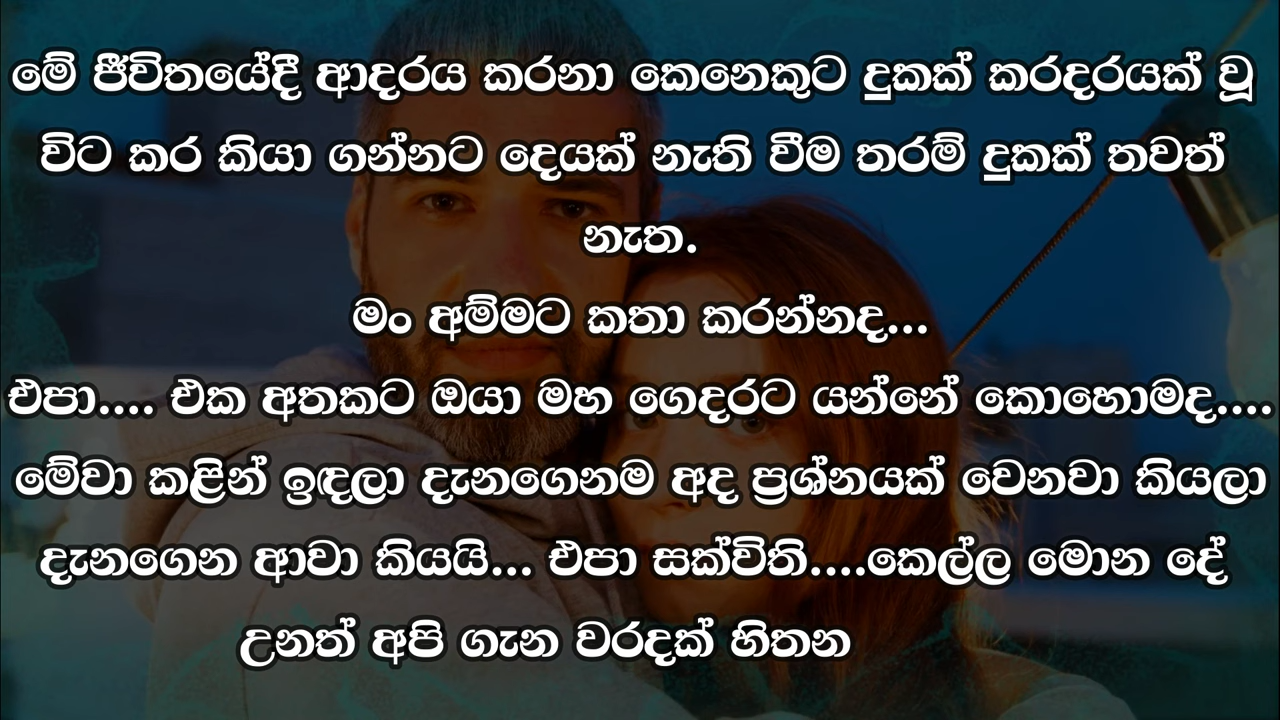 මේ ජීවිතයේදී ආදරය කරනා කෙනෙකුට දුකක් කරදරයක් වූ
විට කර කියා ගන්නට දෙයක් නැති වීම තරම් දුකක් තවත්
නැත.
මං අම්මට කතා කරන්නද...
එපා.... එක අතකට ඔයා මහ ගෙදරට යන්නේ කොහොමද....
මේවා කළින් ඉඳලා දැනගෙනම අද ප්‍රශ්නයක් වෙනවා කියලා
දැනගෙන ආවා කියයි... එපා සක්විති....කෙල්ල මොන දේ
උනත් අපි ගැන වරදක් හිතන